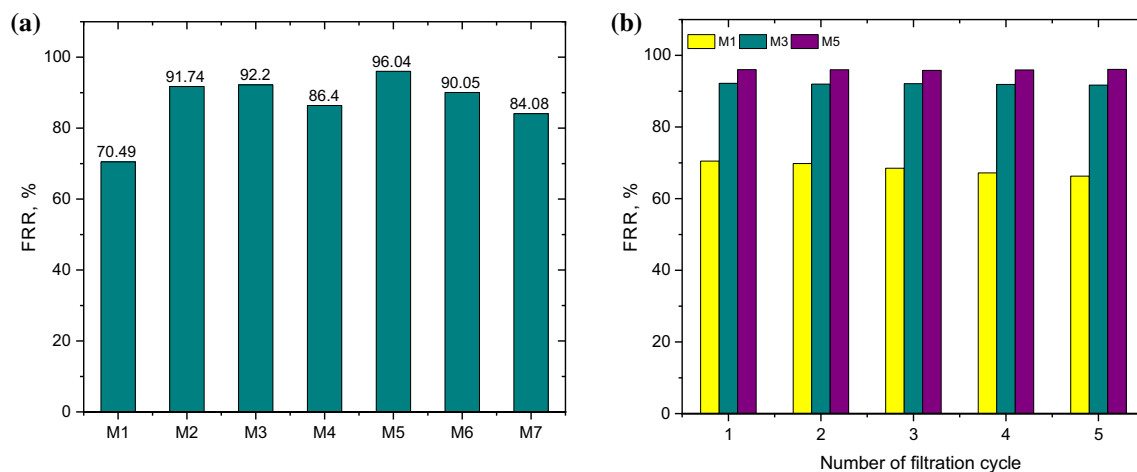 (a)
FRR, %
100
80
60
40
20
0
70.49
91.74
92.2
86.4
96.04
90.05
84.08
M1 M2 M3 M4 M5 M6 M7
(b)
M1 M3 M5
FRR, %
100
80
60
40
20
0
1 2 3 4 5
Number of filtration cycle